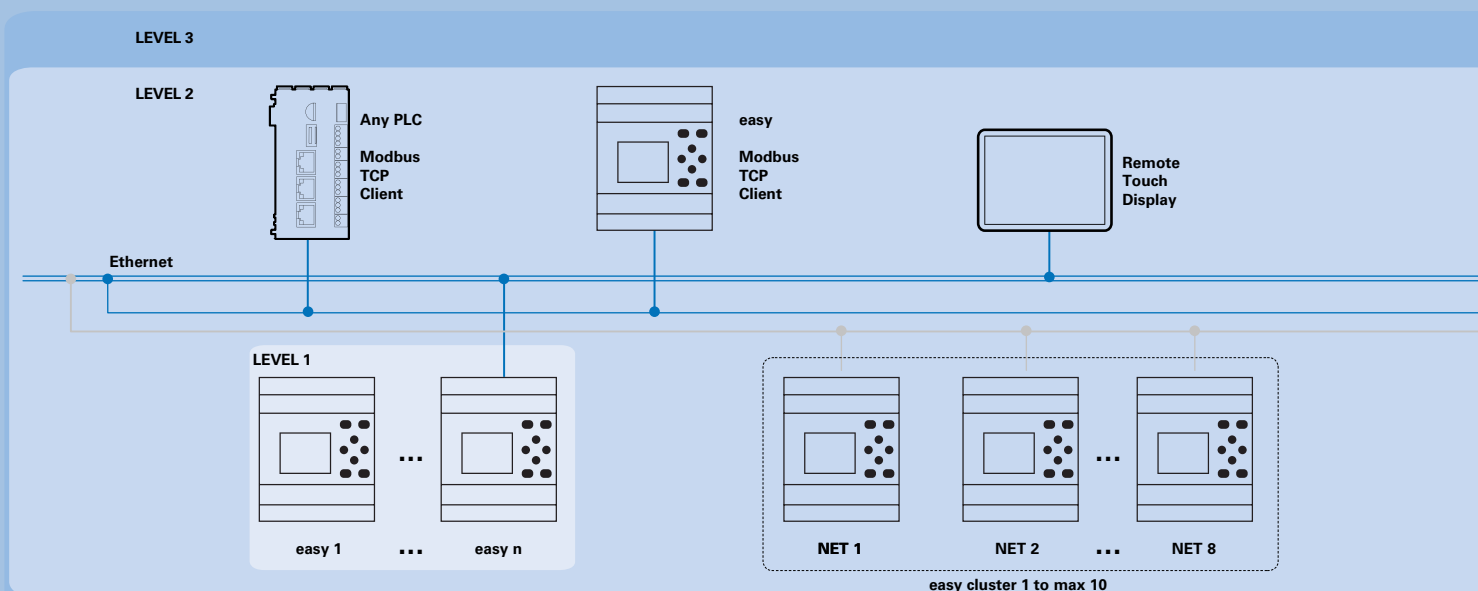 LEVEL 3
LEVEL 2
Any PLC
Modbus
TCP
Client
easy
Modbus
TCP
Client
Remote
Touch
Display
Ethernet
LEVEL 1
...
...
easy 1 ... easy n
NET 1
NET 2 ... NET 8
easy cluster 1 to max 10